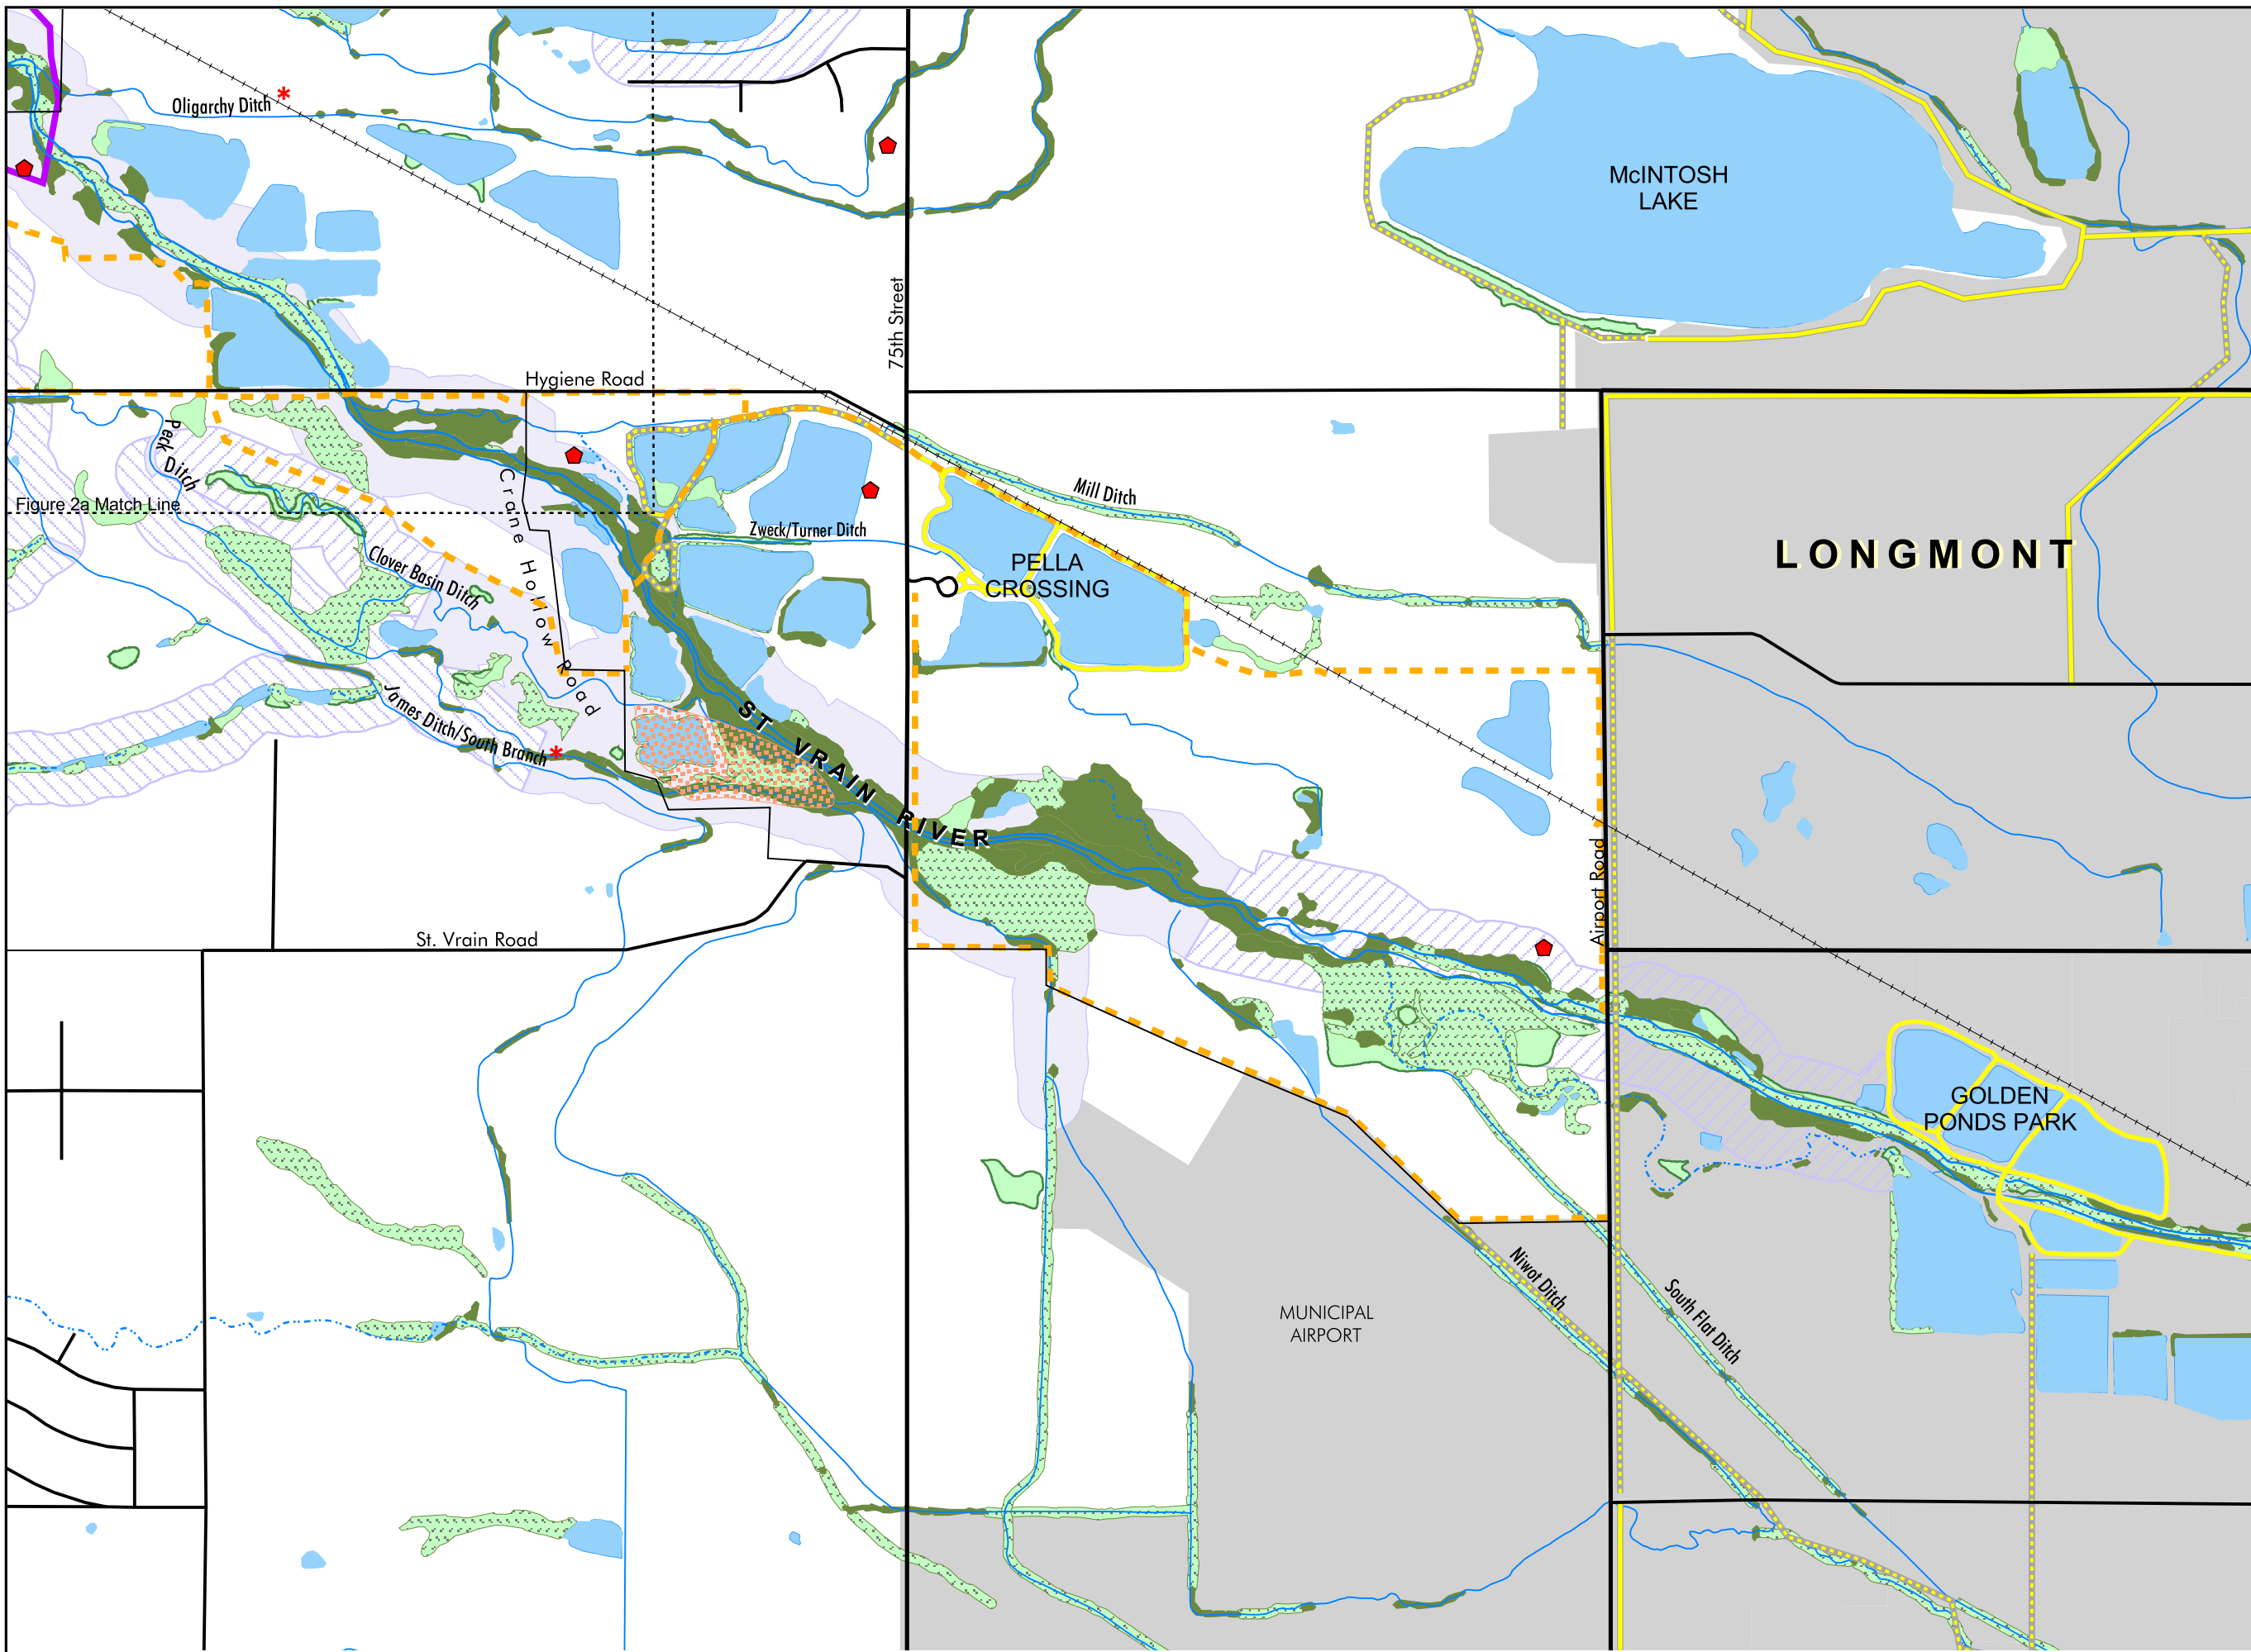 Oligarchy Ditch
*
McINTOSH
LAKE
75th Street
Hygiene Road
Peck
Ditch
Crane Hollow Road
Mill Ditch
Figure 2a Match Line
Zweck/Turner Ditch
LONGMONT
Clover Basin Ditch
PELLA
CROSSING
James Ditch/South Branch
*
ST VRAIN RIVER
Airport Road
St. Vrain Road
GOLDEN
PONDS PARK
Niwot Ditch
South Flat Ditch
MUNICIPAL
AIRPORT